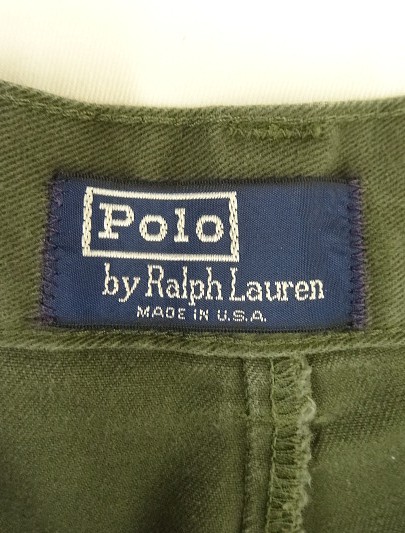 Polo
by Ralph Lauren
MADE IN U.S.A.